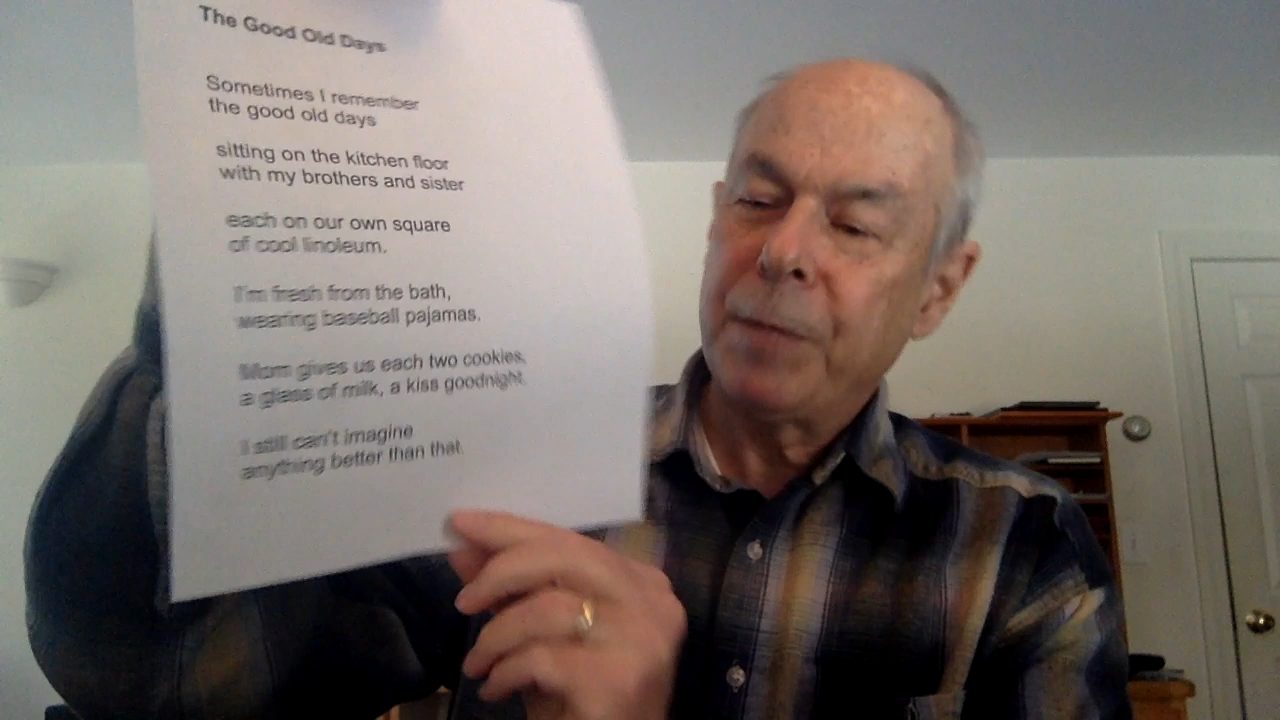 The Good Old Days
Sometimes I remember
the good old days
sitting on the kitchen floor
with my brothers and sister
each on our own square
of cool linoleum.
I'm fresh from the bath,
wearing baseball pajamas.
Mom gives us each two cookies,
a glass of milk, a kiss goodnight.
I still can't imagine
anything better than that.